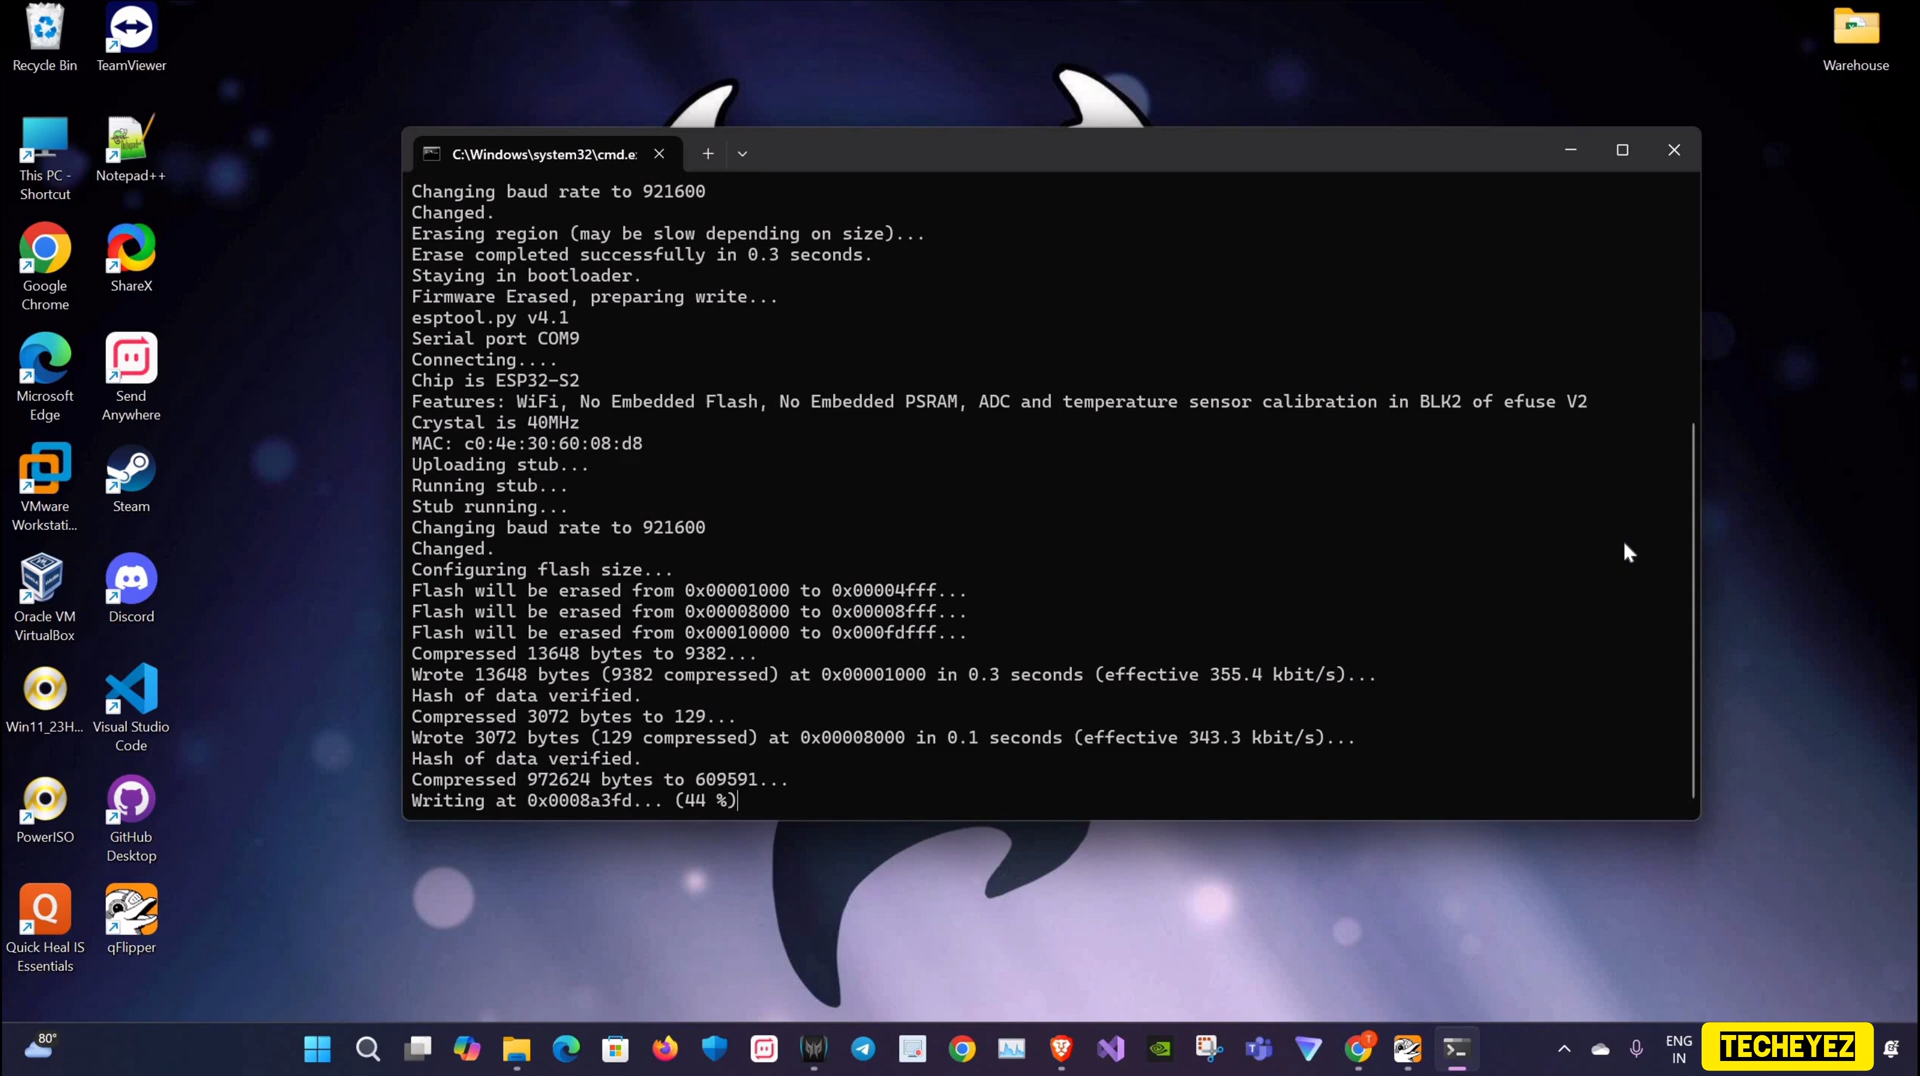 Recycle Bin
TeamViewer
Warehouse
This PC -
Shortcut
Notepad++
Google
Chrome
ShareX
Microsoft
Edge
Send
Anywhere
VMware
Workstati...
Steam
Oracle VM
VirtualBox
Discord
Win11_23H...
Visual Studio
Code
PowerISO
GitHub
Desktop
Quick Heal IS
Essentials
qFlipper
C:\Windows\system32\cmd.e:
Changing baud rate to 921600
Changed.
Erasing region (may be slow depending on size)...
Erase completed successfully in 0.3 seconds.
Staying in bootloader.
Firmware Erased, preparing write...
esptool.py v4.1
Serial port COM9
Connecting....
Chip is ESP32-S2
Features: WiFi, No Embedded Flash, No Embedded PSRAM, ADC and temperature sensor calibration in BLK2 of efuse V2
Crystal is 40MHz
MAC: c0:4e:30:60:08:d8
Uploading stub...
Running stub...
Stub running...
Changing baud rate to 921600
Changed.
Configuring flash size...
Flash will be erased from 0x00001000 to 0x00004fff...
Flash will be erased from 0x00008000 to 0x00008fff...
Flash will be erased from 0x00010000 to 0x000fdfff...
Compressed 13648 bytes to 9382...
Wrote 13648 bytes (9382 compressed) at 0x00001000 in 0.3 seconds (effective 355.4 kbit/s)...
Hash of data verified.
Compressed 3072 bytes to 129...
Wrote 3072 bytes (129 compressed) at 0x00008000 in 0.1 seconds (effective 343.3 kbit/s)...
Hash of data verified.
Compressed 972624 bytes to 609591...
Writing at 0x0008a3fd... (44 %)
80°
ENG
IN
TECHEYEZ